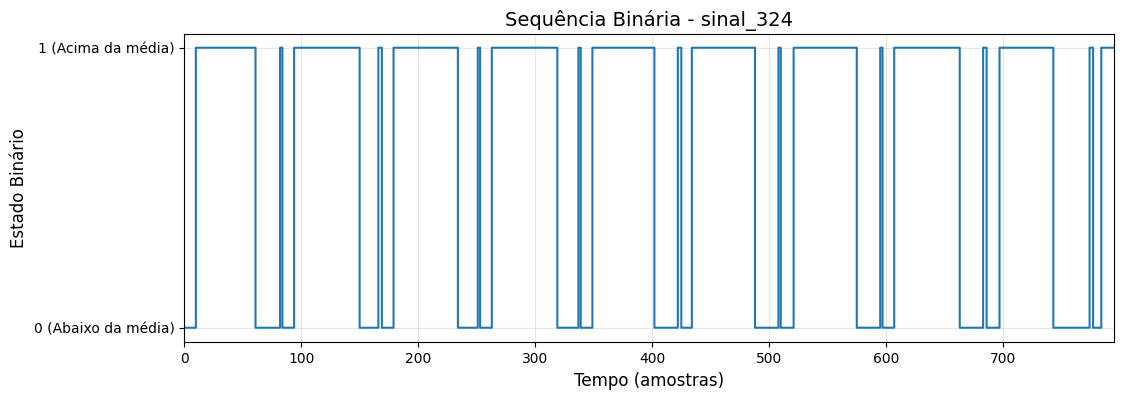 Sequência Binária - sinal_324
Estado Binário
1 (Acima da média)
0 (Abaixo da média)
0 100 200 300 400 500 600 700
Tempo (amostras)